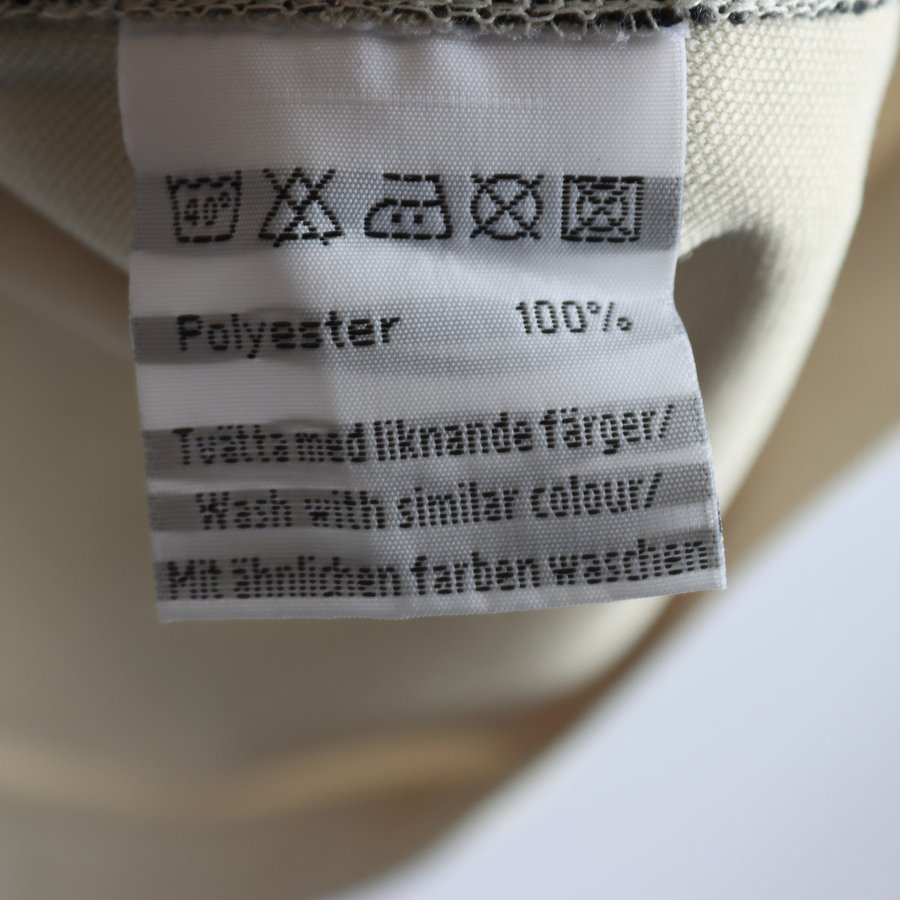 40°
Polyester 100%
Tvätta med liknande färger/
Wash with similar colour/
Mit ähnlichen farben waschen